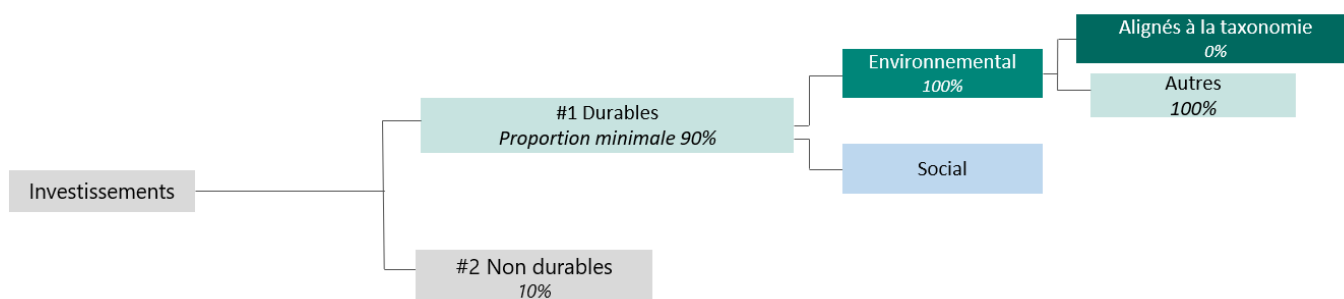 Investissements
#1 Durables
Proportion minimale 90%
#2 Non durables
10%
Environnemental
100%
Social
Alignés à la taxonomie
0%
Autres
100%